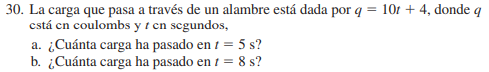 30. La carga que pasa a través de un alambre está dada por q = 10t + 4, donde q
está en coulombs y t en segundos,
a. ¿Cuánta carga ha pasado en t = 5 s?
b. ¿Cuánta carga ha pasado en t = 8 s?